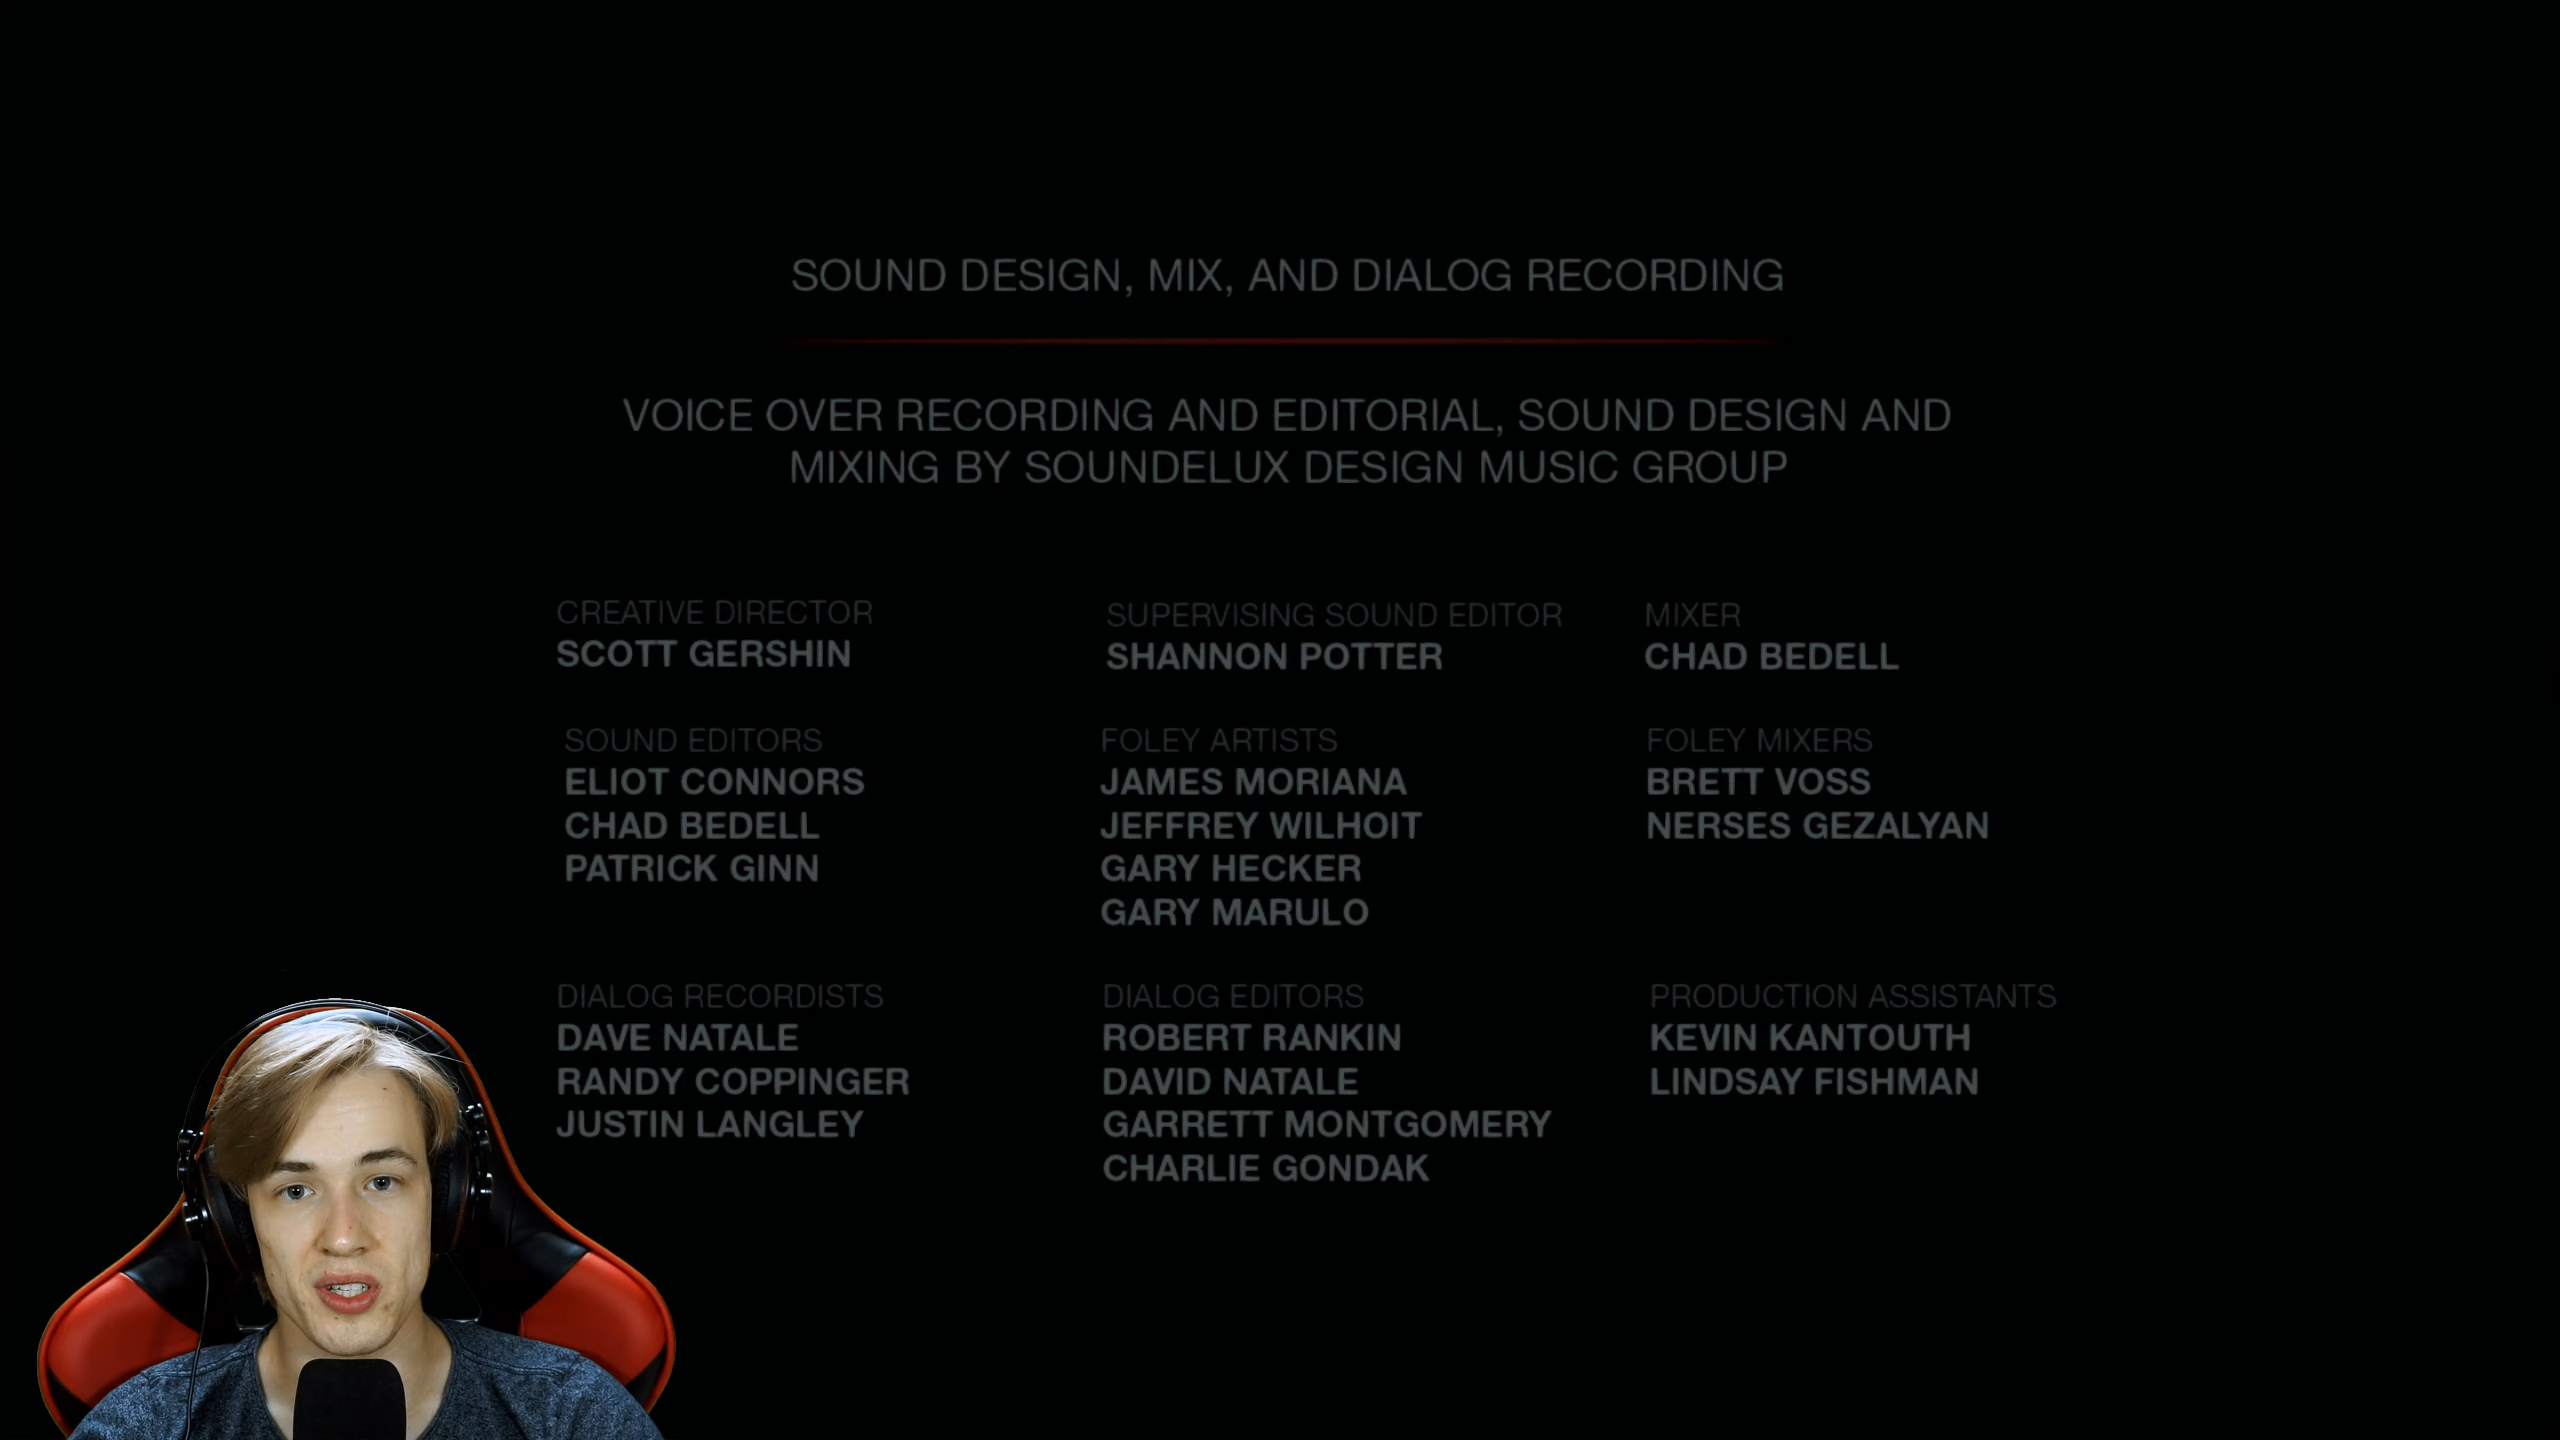 SOUND DESIGN, MIX, AND DIALOG RECORDING
VOICE OVER RECORDING AND EDITORIAL, SOUND DESIGN AND
MIXING BY SOUNDELUX DESIGN MUSIC GROUP
CREATIVE DIRECTOR
SCOTT GERSHIN
SUPERVISING SOUND EDITOR
SHANNON POTTER
MIXER
CHAD BEDELL
SOUND EDITORS
ELIOT CONNORS
CHAD BEDELL
PATRICK GINN
FOLEY ARTISTS
JAMES MORIANA
JEFFREY WILHOIT
GARY HECKER
GARY MARULO
FOLEY MIXERS
BRETT VOSS
NERSES GEZALYAN
DIALOG RECORDISTS
DAVE NATALE
RANDY COPPINGER
JUSTIN LANGLEY
DIALOG EDITORS
ROBERT RANKIN
DAVID NATALE
GARRETT MONTGOMERY
CHARLIE GONDAK
PRODUCTION ASSISTANTS
KEVIN KANTOUTH
LINDSAY FISHMAN